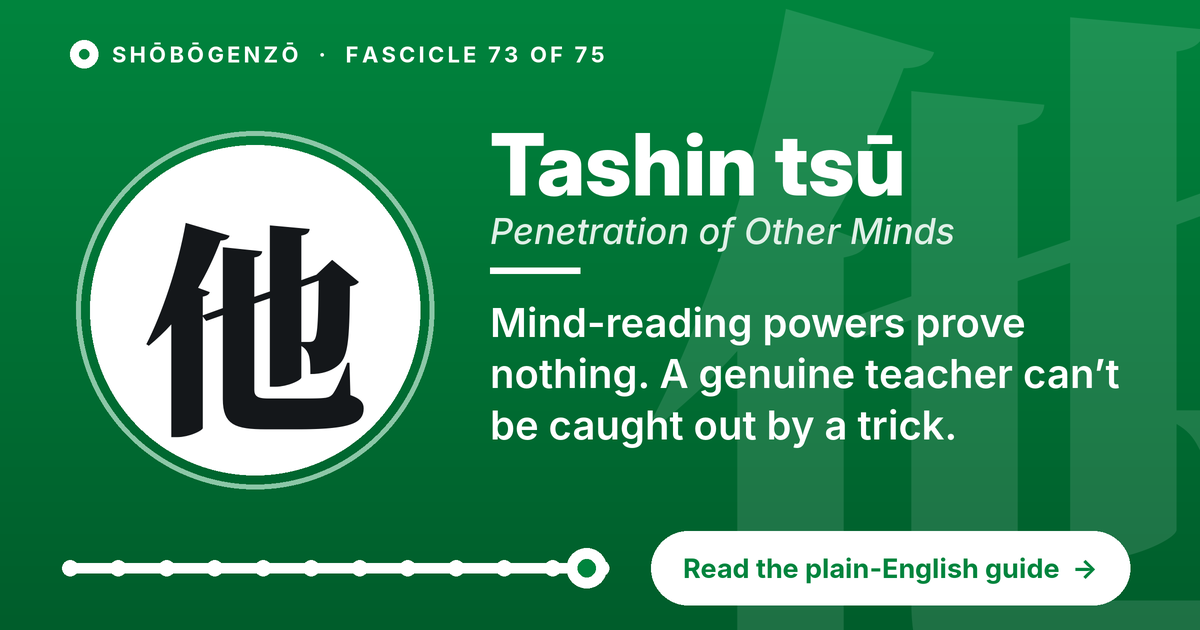 SHŌBŌGENZŌ · FASCICLE 73 OF 75
他
Tashin tsū
Penetration of Other Minds
Mind-reading powers prove
nothing. A genuine teacher can’t
be caught out by a trick.
Read the plain-English guide →